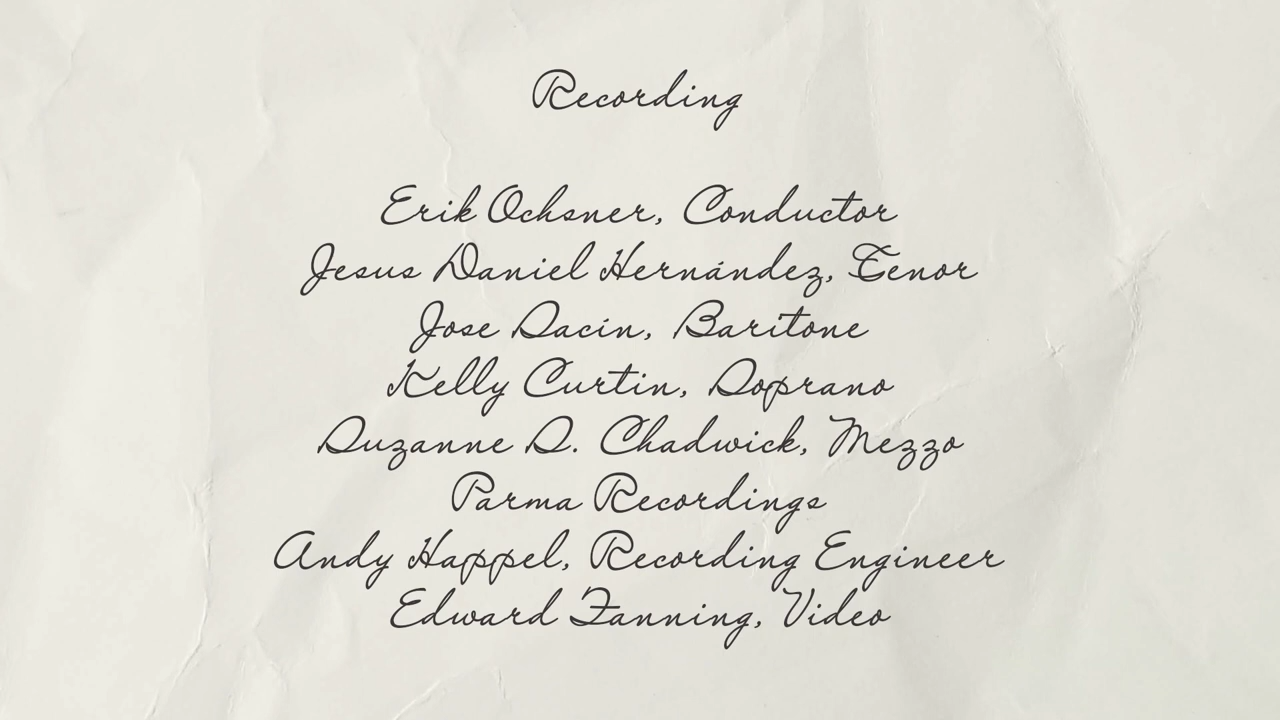 Recording
Erik Ochsner, Conductor
Jesus Daniel Hernández, Tenor
Jose Sacín, Baritone
Kelly Curtin, Soprano
Suzanne S. Chadwick, Mezzo
Parma Recordings
Andy Happel, Recording Engineer
Edward Fanning, Video